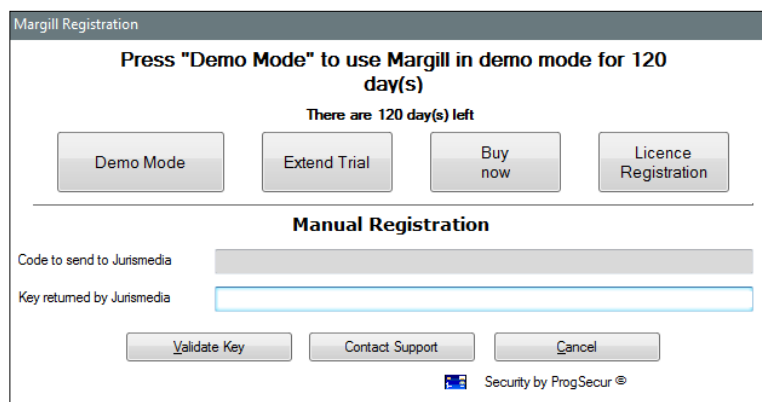 Margill Registration
Press "Demo Mode" to use Margill in demo mode for 120
day(s)
There are 120 day(s) left
Demo Mode
Extend Trial
Buy
now
Licence
Registration
Manual Registration
Code to send to Jurismedia
Key returned by Jurismedia
Validate Key
Contact Support
Cancel
Security by ProgSecur ®